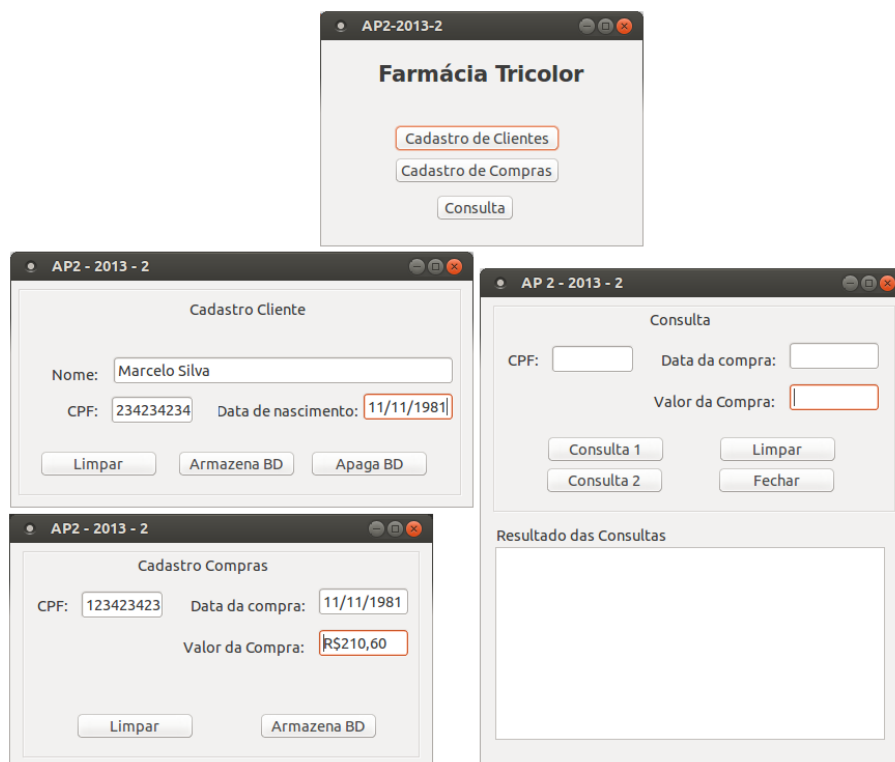 AP2-2013-2
Farmácia Tricolor
Cadastro de Clientes
Cadastro de Compras
Consulta
AP2 - 2013 - 2
Cadastro Cliente
Nome: Marcelo Silva
CPF: 234234234 Data de nascimento: 11/11/1981
Limpar Armazena BD Apaga BD
AP2 - 2013 - 2
Cadastro Compras
CPF: 123423423 Data da compra: 11/11/1981
Valor da Compra: R$210,60
Limpar Armazena BD
AP 2 - 2013 - 2
Consulta
CPF: Data da compra:
Valor da Compra:
Consulta 1 Limpar
Consulta 2 Fechar
Resultado das Consultas